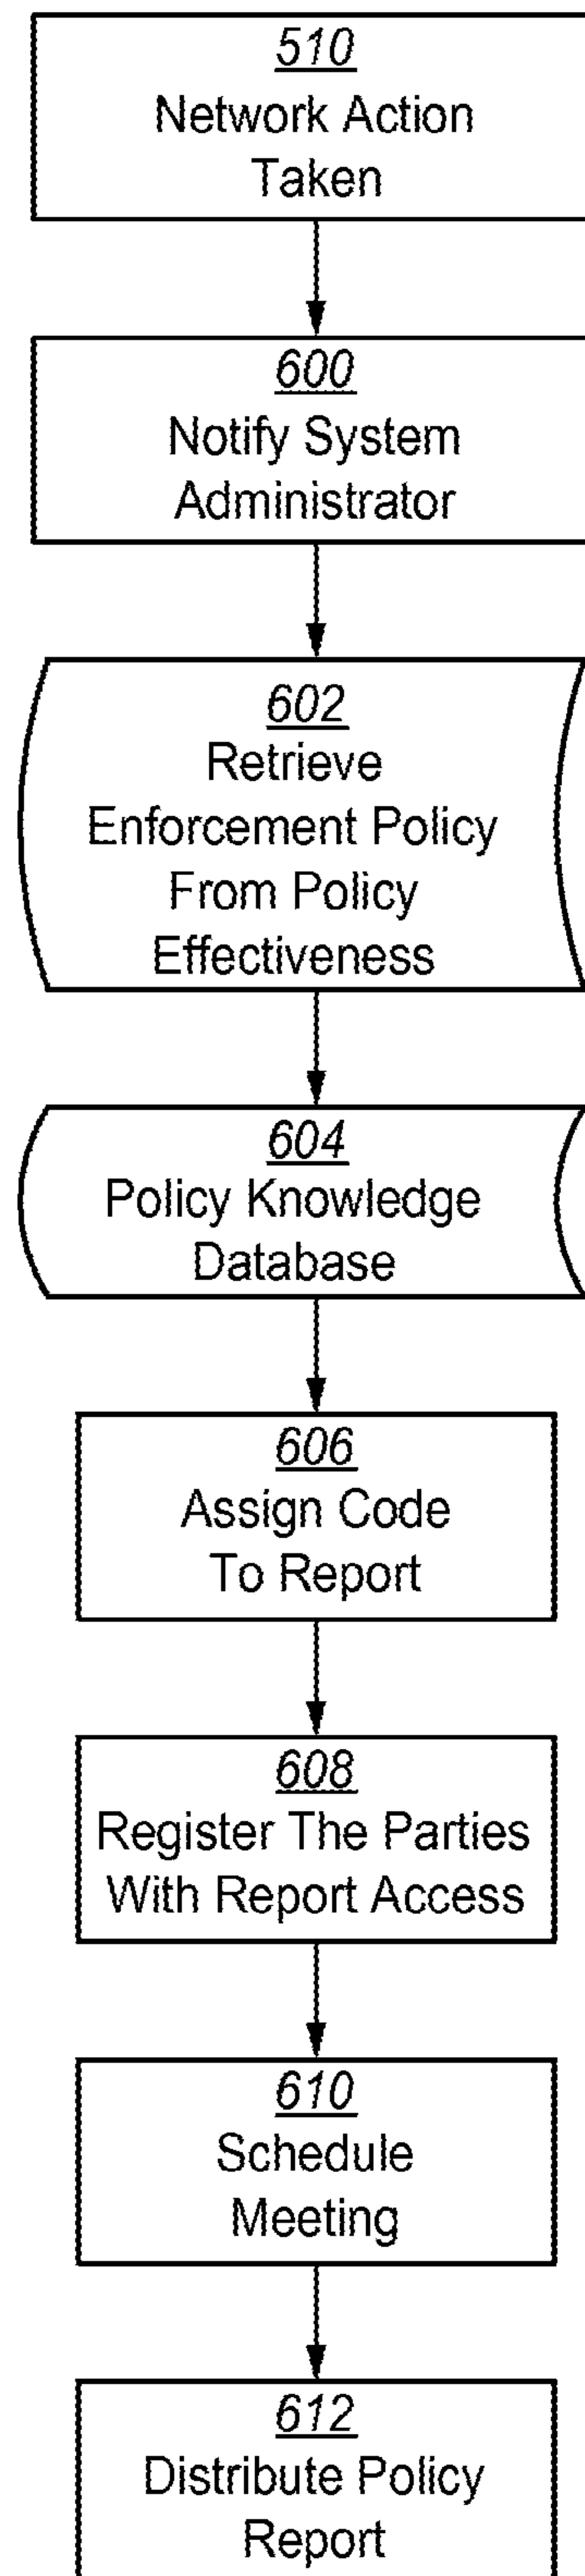 510
Network Action
Taken
600
Notify System
Administrator
602
Retrieve
Enforcement Policy
From Policy
Effectiveness
604
Policy Knowledge
Database
606
Assign Code
To Report
608
Register The Parties
With Report Access
610
Schedule
Meeting
612
Distribute Policy
Report